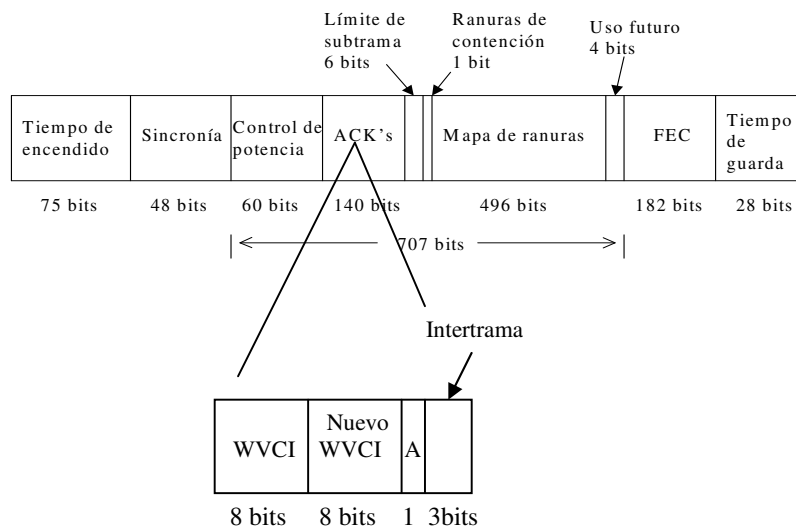 Límite de
subtrama
6 bits
Ranuras de
contención
1 bit
Uso futuro
4 bits
Tiempo de
encendido
Sincronía
Control de
potencia
ACK's
Mapa de ranuras
FEC
Tiempo
de
guarda
75 bits
48 bits
60 bits
140 bits
496 bits
182 bits
28 bits
707 bits
Intertrama
WVCI
Nuevo
WVCI
A
8 bits
8 bits
1
3bits